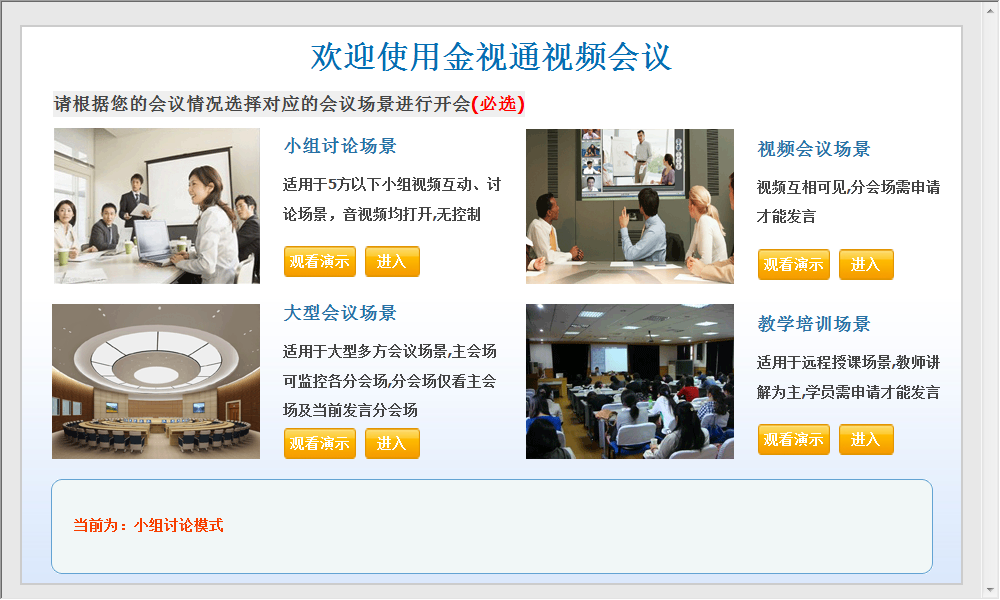 欢迎使用金视通视频会议
请根据您的会议情况选择对应的会议场景进行开会(必选)
小组讨论场景
适用于5方以下小组视频互动、讨
论场景，音视频均打开,无控制
观看演示 进入
视频会议场景
视频互相可见,分会场需申请
才能发言
观看演示 进入
大型会议场景
适用于大型多方会议场景,主会场
可监控各分会场,分会场仅看主会
场及当前发言分会场
观看演示 进入
教学培训场景
适用于远程授课场景,教师讲
解为主,学员需申请才能发言
观看演示 进入
当前为：小组讨论模式